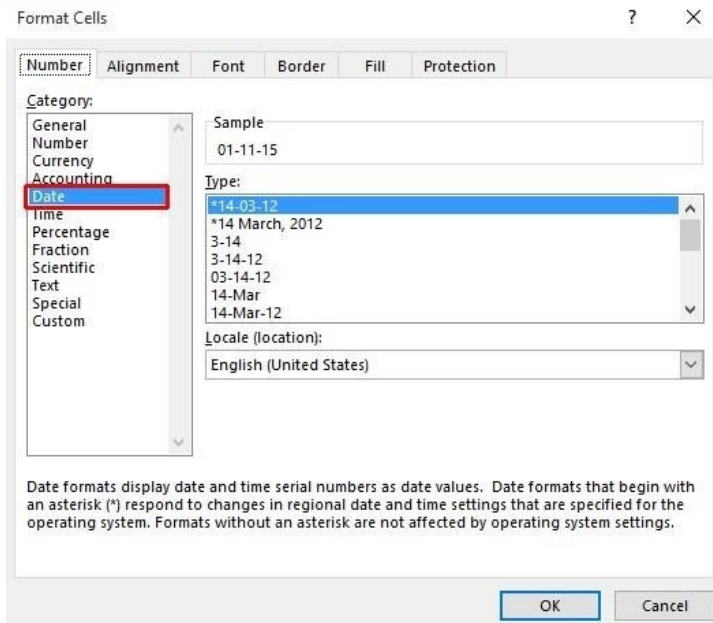 Format Cells ?
Number Alignment Font Border Fill Protection
Category:
General
Number
Currency
Accounting
Date
Time
Percentage
Fraction
Scientific
Text
Special
Custom
Sample
01-11-15
Type:
*14-03-12
*14 March, 2012
3-14
3-14-12
03-14-12
14-Mar
14-Mar-12
Locale (location):
English (United States)
Date formats display date and time serial numbers as date values. Date formats that begin with
an asterisk (*) respond to changes in regional date and time settings that are specified for the
operating system. Formats without an asterisk are not affected by operating system settings.
OK Cancel